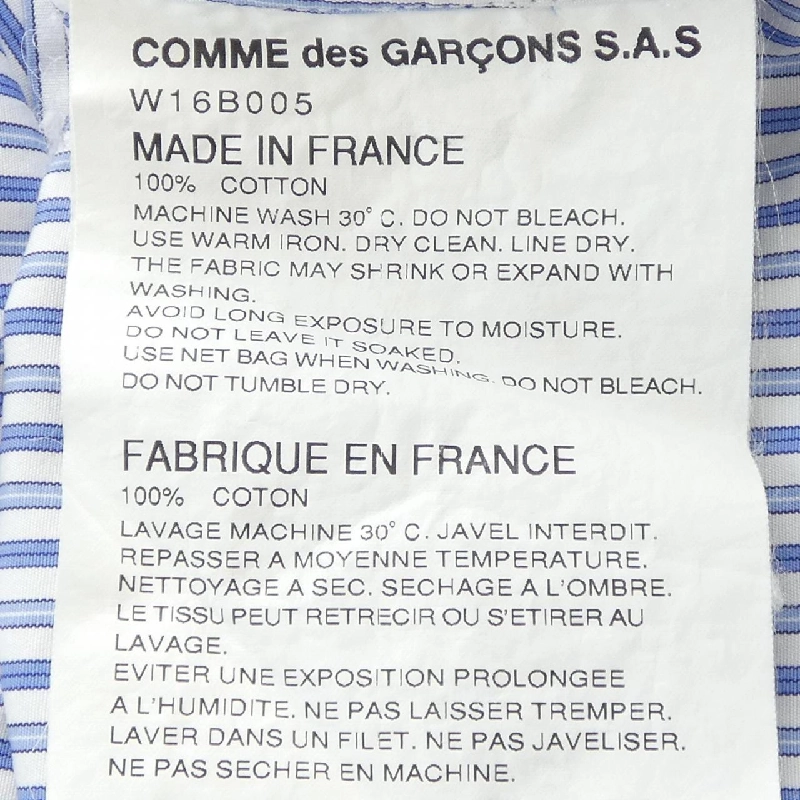 COMME des GARÇONS S.A.S
W16B005
MADE IN FRANCE
100% COTTON
MACHINE WASH 30° C. DO NOT BLEACH.
USE WARM IRON. DRY CLEAN. LINE DRY.
THE FABRIC MAY SHRINK OR EXPAND WITH
WASHING.
AVOID LONG EXPOSURE TO MOISTURE.
DO NOT LEAVE IT SOAKED.
USE NET BAG WHEN WASHING. DO NOT BLEACH.
DO NOT TUMBLE DRY.
FABRIQUE EN FRANCE
100% COTON
LAVAGE MACHINE 30° C. JAVEL INTERDIT.
REPASSER A MOYENNE TEMPERATURE.
NETTOYAGE A SEC. SECHAGE A L'OMBRE.
LE TISSU PEUT RETRECIR OU S'ETIRER AU
LAVAGE.
EVITER UNE EXPOSITION PROLONGEE
A L'HUMIDITE. NE PAS LAISSER TREMPER.
LAVER DANS UN FILET. NE PAS JAVELISER.
NE PAS SECHER EN MACHINE.